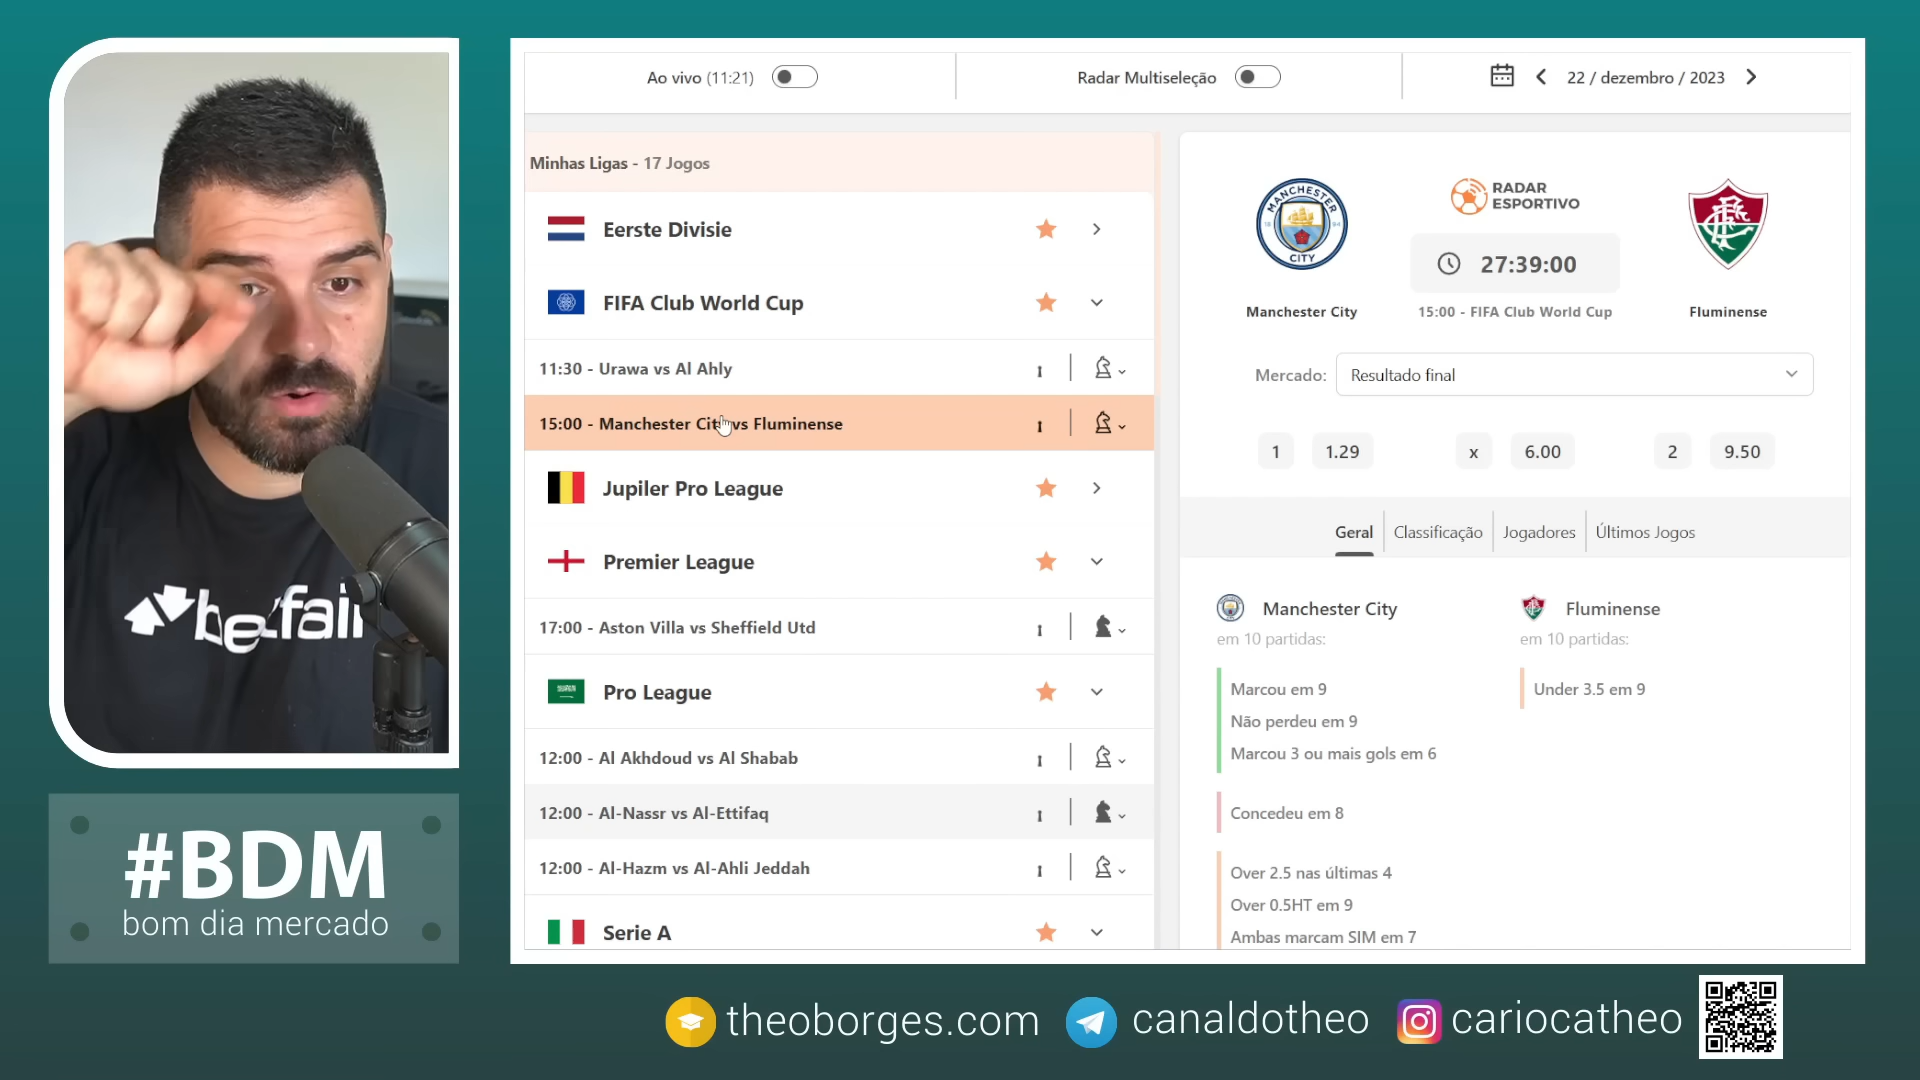 betfair
#BDM
bom dia mercado
Ao vivo (11:21)
Radar Multiseleção
22 / dezembro / 2023
Minhas Ligas - 17 Jogos
Eerste Divisie
FIFA Club World Cup
11:30 - Urawa vs Al Ahly
15:00 - Manchester City vs Fluminense
Jupiler Pro League
Premier League
17:00 - Aston Villa vs Sheffield Utd
Pro League
12:00 - Al Akhdoud vs Al Shabab
12:00 - Al-Nassr vs Al-Ettifaq
12:00 - Al-Hazm vs Al-Ahli Jeddah
Serie A
MANCHESTER
18 94
CITY
RADAR
ESPORTIVO
27:39:00
Manchester City
15:00 - FIFA Club World Cup
Fluminense
Mercado: Resultado final
1 1.29 x 6.00 2 9.50
Geral Classificação Jogadores Últimos Jogos
Manchester City
em 10 partidas:
Marcou em 9
Não perdeu em 9
Marcou 3 ou mais gols em 6
Concedeu em 8
Over 2.5 nas últimas 4
Over 0.5HT em 9
Ambas marcam SIM em 7
Fluminense
em 10 partidas:
Under 3.5 em 9
theoborges.com canaldotheo cariocatheo